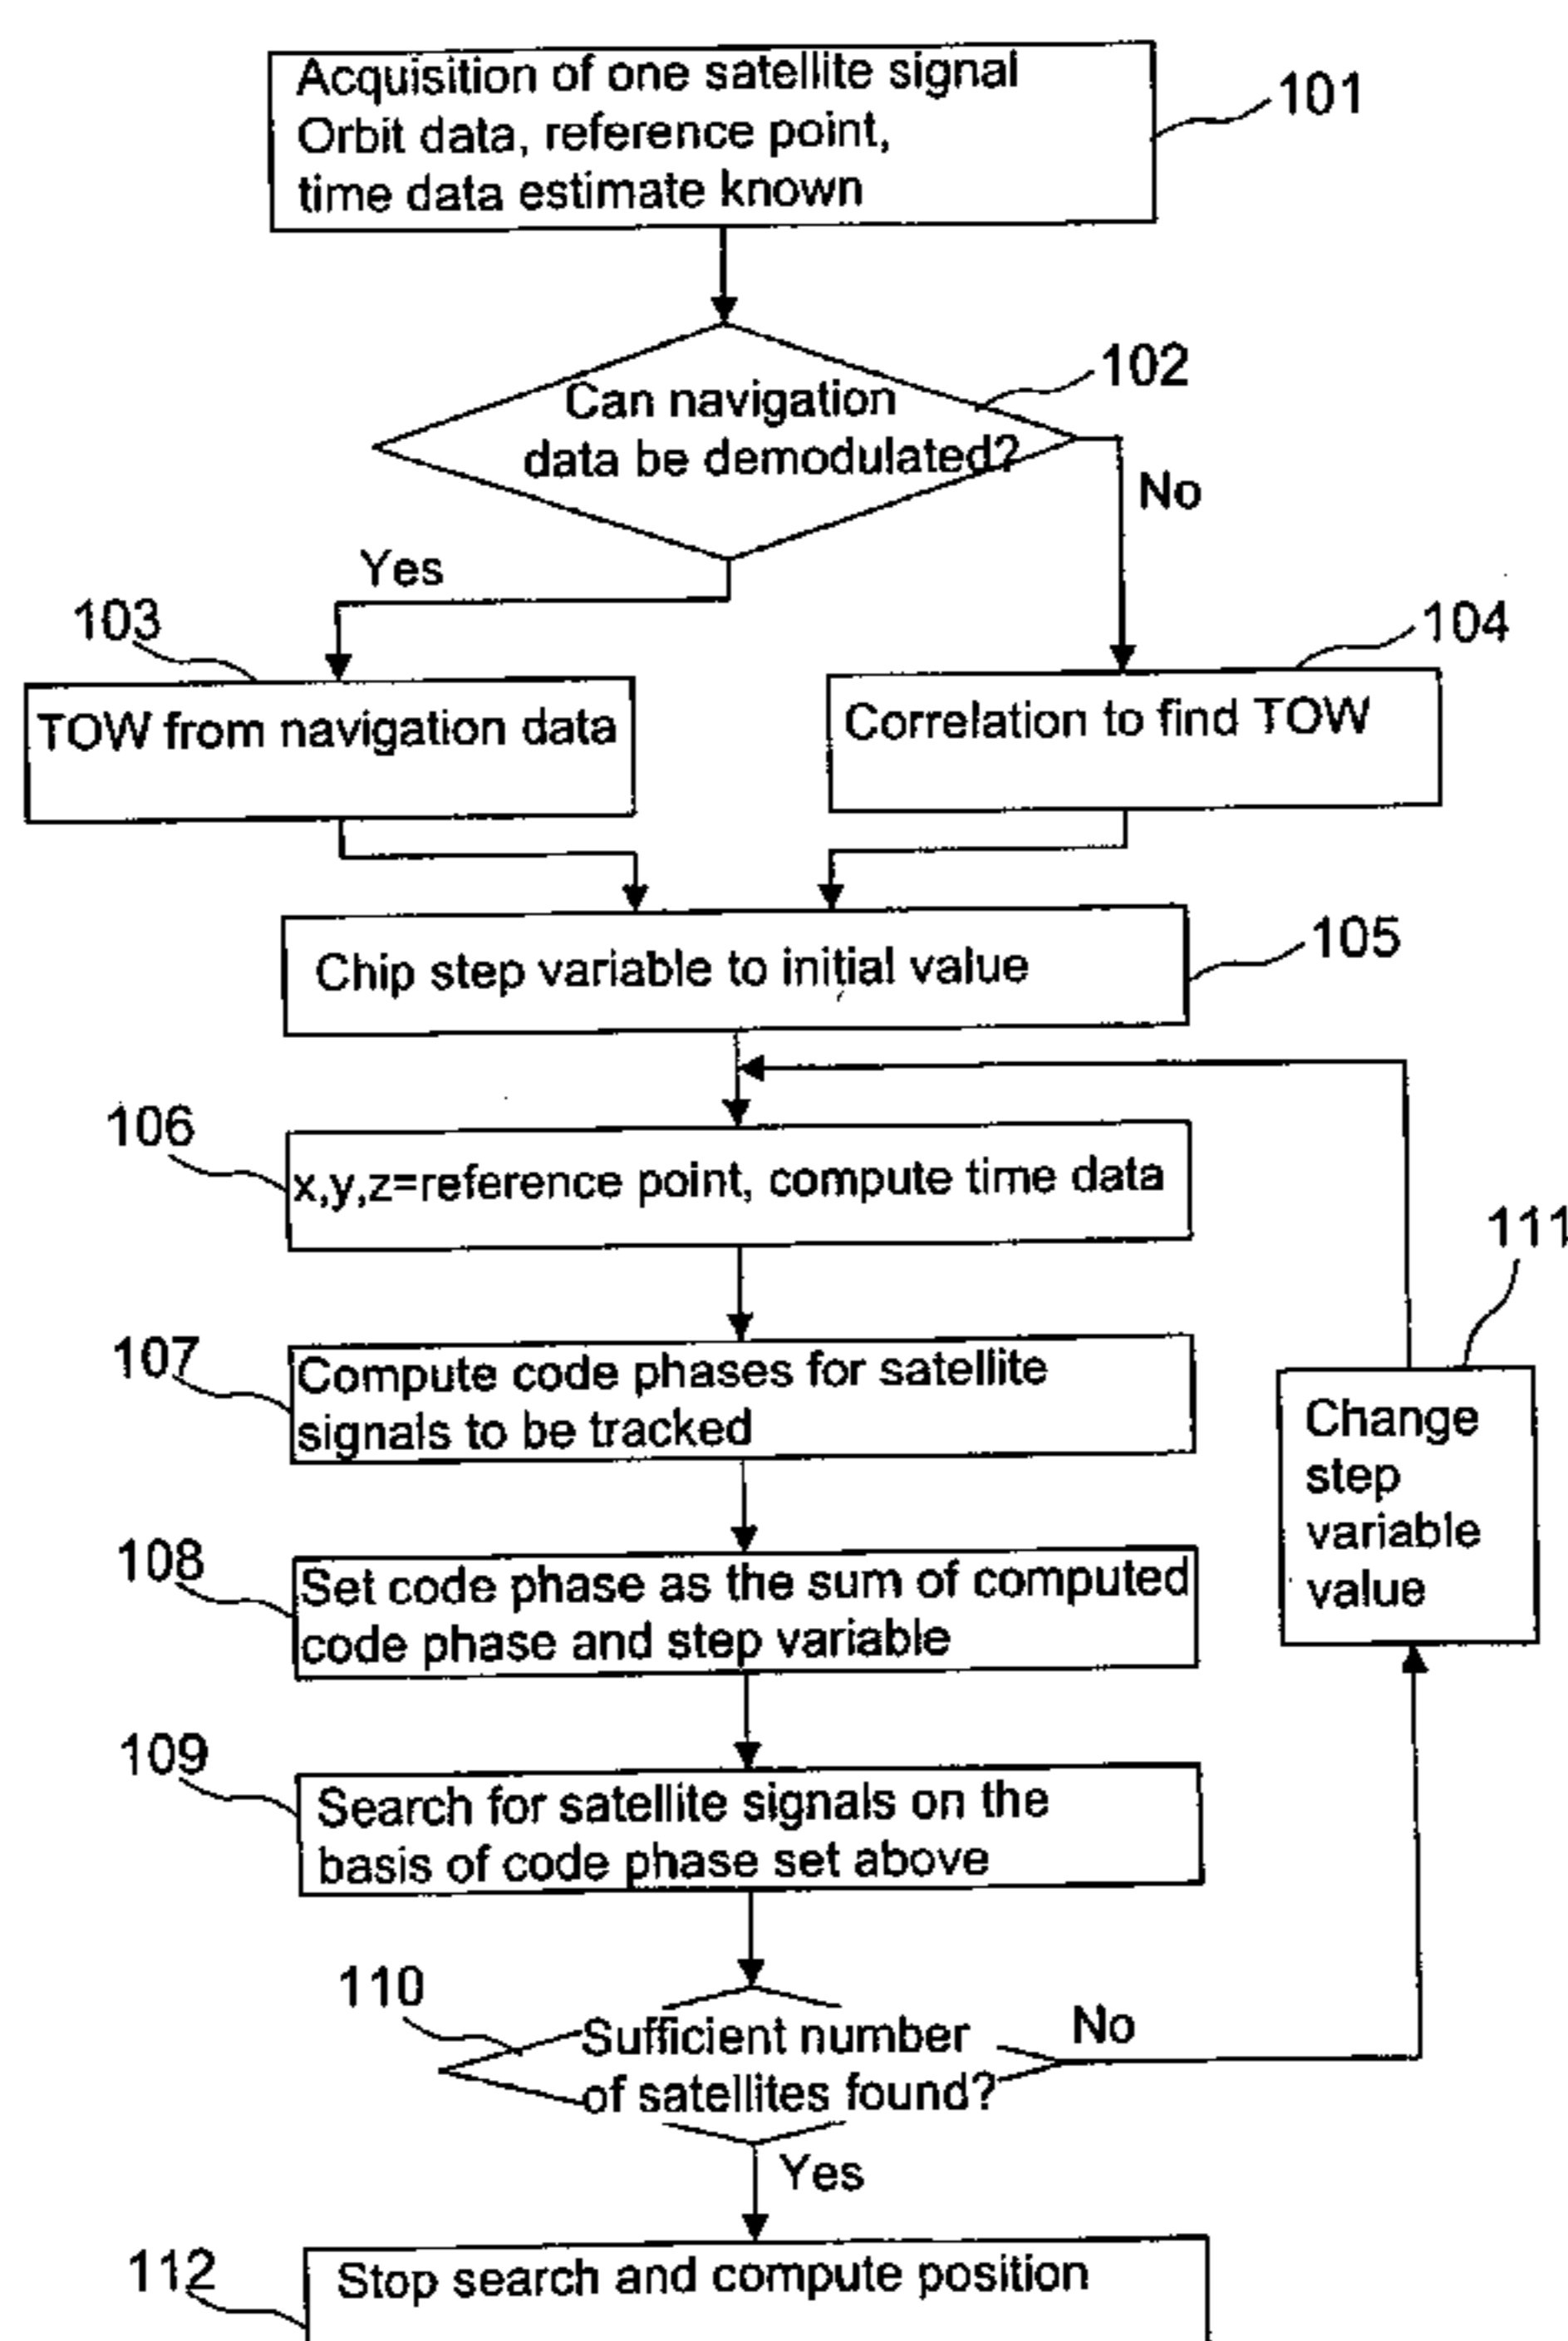 Acquisition of one satellite signal
Orbit data, reference point,
time data estimate known
101
Can navigation
data be demodulated?
102
No
Yes
103
104
TOW from navigation data
Correlation to find TOW
Chip step variable to initial value
105
106
x,y,z=reference point, compute time data
111
107
Compute code phases for satellite
signals to be tracked
Change
step
variable
value
108
Set code phase as the sum of computed
code phase and step variable
109
Search for satellite signals on the
basis of code phase set above
110
Sufficient number
of satellites found?
No
Yes
112
Stop search and compute position